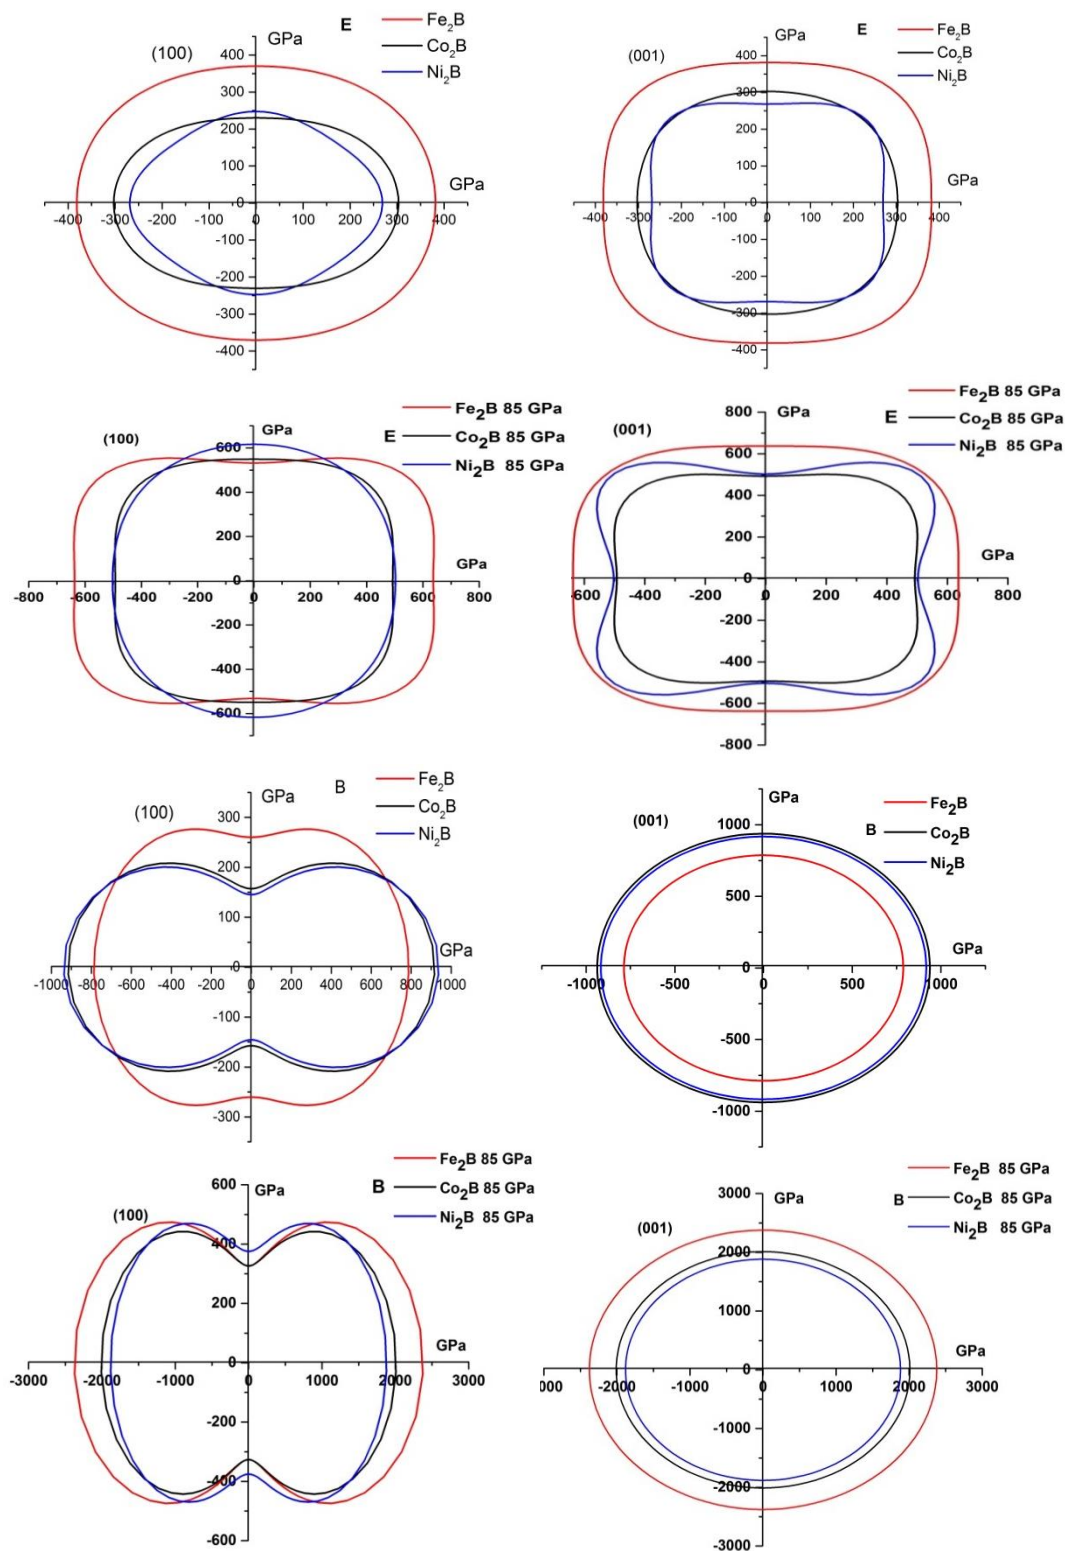 E
Fe₂B
Co₂B
Ni₂B
(100)
GPa
GPa
400
300
200
100
0
-100
-200
-300
-400
-400 -300 -200 -100 0 100 200 300 400
E
Fe₂B
Co₂B
Ni₂B
(001)
GPa
GPa
400
300
200
100
0
-100
-200
-300
-400
-400 -300 -200 -100 0 100 200 300 400
Fe₂B 85 GPa
E
Co₂B 85 GPa
Ni₂B 85 GPa
(100)
GPa
GPa
600
400
200
0
-200
-400
-600
-800 -600 -400 -200 0 200 400 600 800
Fe₂B 85 GPa
E
Co₂B 85 GPa
Ni₂B 85 GPa
(001)
GPa
GPa
800
600
400
200
0
-200
-400
-600
-800
-600 -400 -200 0 200 400 600 800
B
Fe₂B
Co₂B
Ni₂B
(100)
GPa
GPa
300
200
100
0
-100
-200
-300
-1000 -800 -600 -400 -200 0 200 400 600 800 1000
Fe₂B
B
Co₂B
Ni₂B
(001)
GPa
GPa
1000
500
0
-500
-1000
-1000 -500 0 500 1000
Fe₂B 85 GPa
B
Co₂B 85 GPa
Ni₂B 85 GPa
(100)
GPa
GPa
600
400
200
0
-200
-400
-600
-3000 -2000 -1000 0 1000 2000 3000
Fe₂B 85 GPa
B
Co₂B 85 GPa
Ni₂B 85 GPa
(001)
GPa
GPa
3000
2000
1000
0
-1000
-2000
-3000
000 -2000 -1000 0 1000 2000 3000